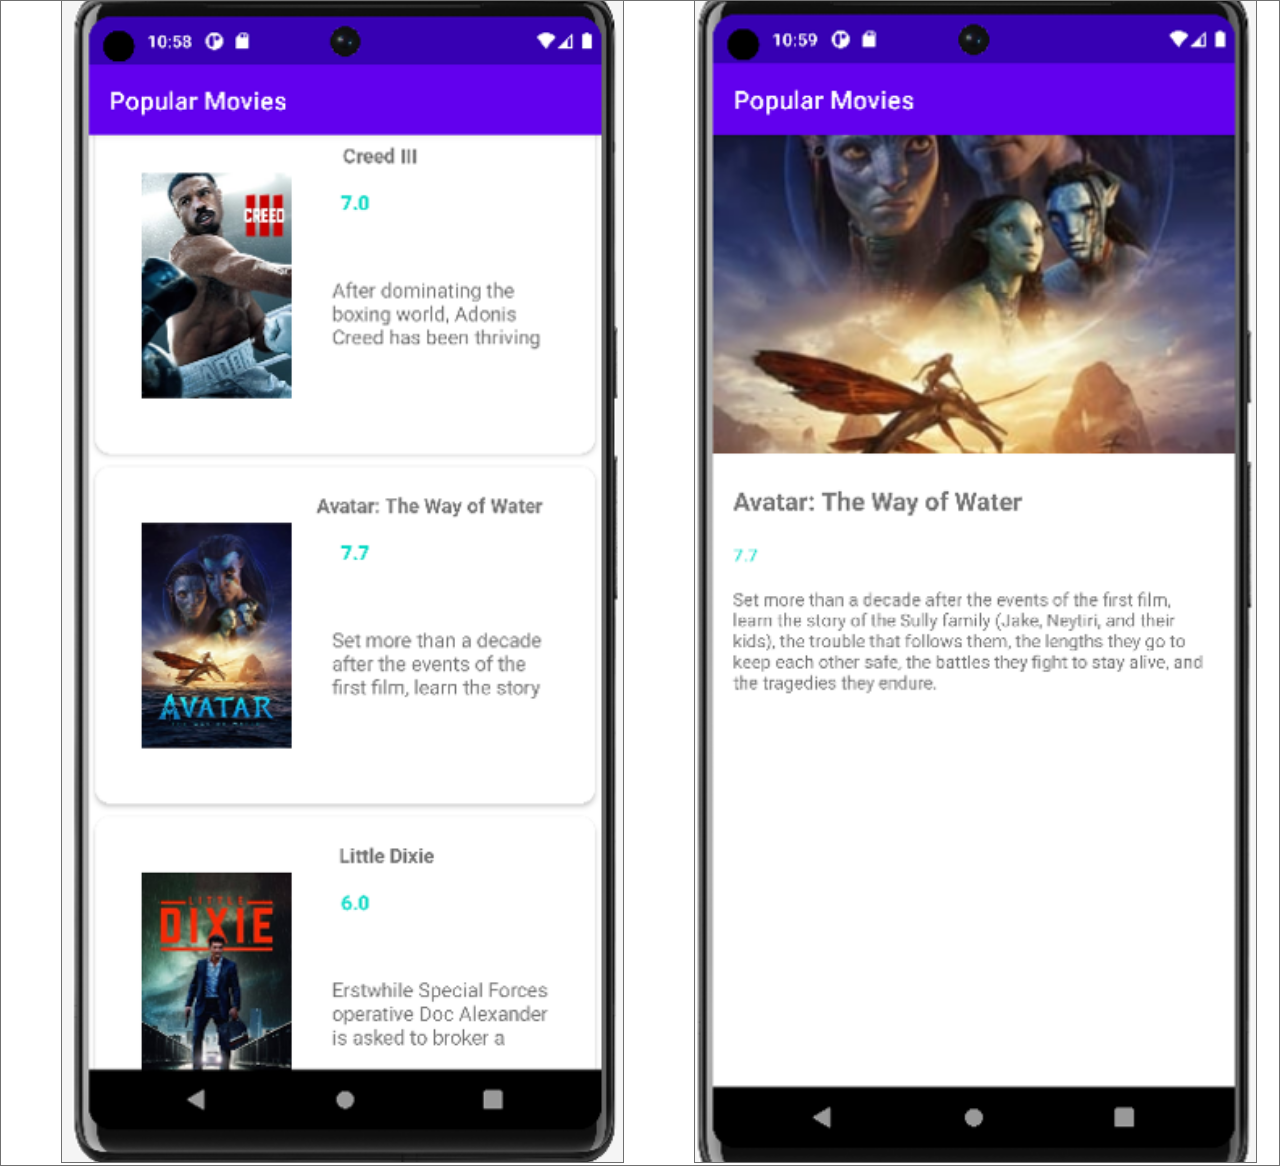 10:58
Popular Movies
Creed III
7.0
CREED
After dominating the
boxing world, Adonis
Creed has been thriving
Avatar: The Way of Water
7.7
Set more than a decade
after the events of the
first film, learn the story
AVATAR
Little Dixie
6.0
LITTLE
DIXIE
Erstwhile Special Forces
operative Doc Alexander
is asked to broker a
10:59
Popular Movies
Avatar: The Way of Water
7.7
Set more than a decade after the events of the first film,
learn the story of the Sully family (Jake, Neytiri, and their
kids), the trouble that follows them, the lengths they go to
keep each other safe, the battles they fight to stay alive, and
the tragedies they endure.